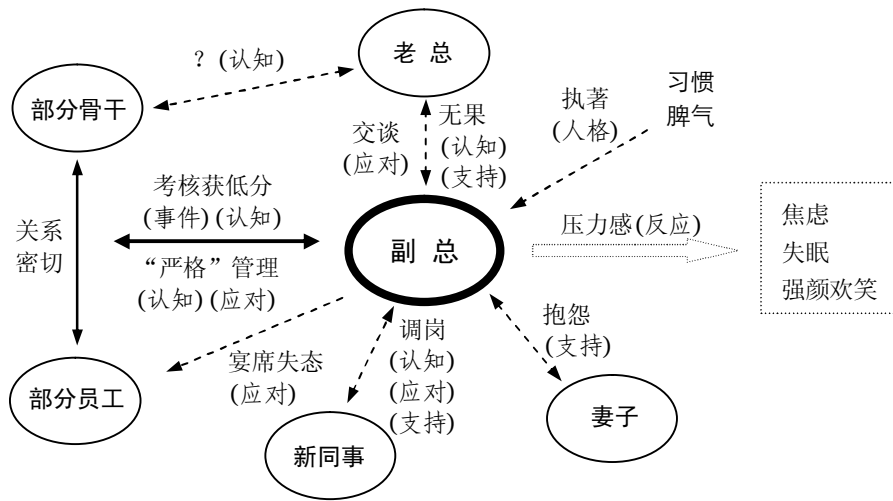 老 总
？(认知)
部分骨干
习惯
脾气
执著
(人格)
交谈
(应对)
无果
(认知)
(支持)
考核获低分
(事件)(认知)
“严格”管理
(认知)(应对)
关系
密切
副 总
压力感(反应)
焦虑
失眠
强颜欢笑
宴席失态
(应对)
调岗
(认知)
(应对)
(支持)
抱怨
(支持)
部分员工
新同事
妻子